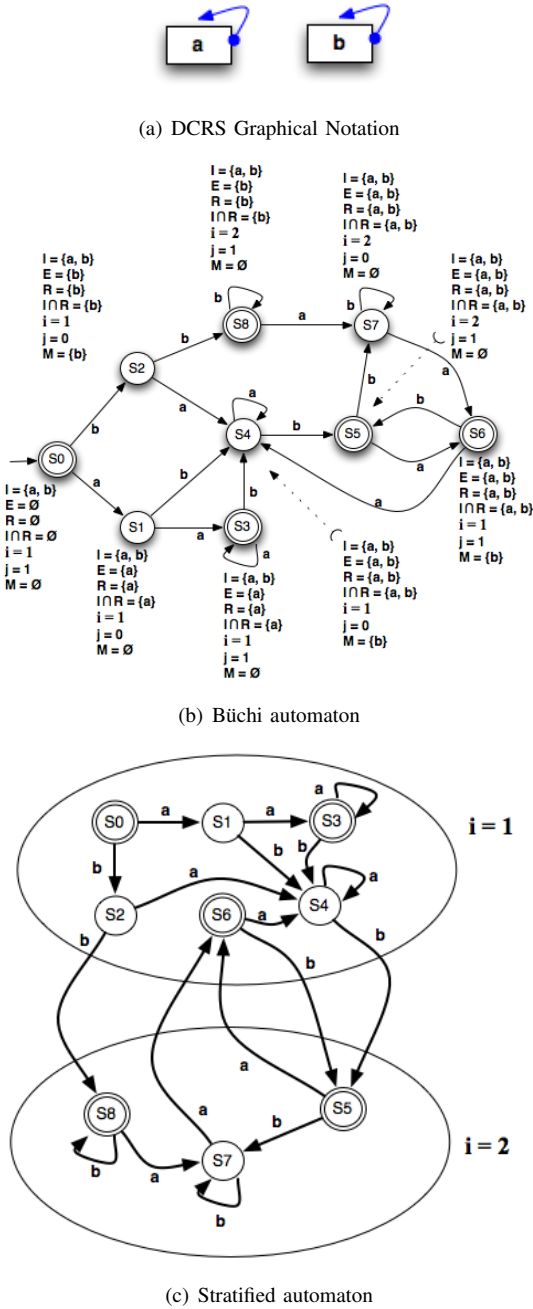 a
b
(a) DCRS Graphical Notation
I = {a, b}
E = {b}
R = {b}
I∩R = {b}
i = 2
j = 1
M = Ø
I = {a, b}
E = {a, b}
R = {a, b}
I∩R = {a, b}
i = 2
j = 0
M = Ø
I = {a, b}
E = {b}
R = {b}
I∩R = {b}
i = 1
j = 0
M = {b}
I = {a, b}
E = {a, b}
R = {a, b}
I∩R = {a, b}
i = 2
j = 1
M = Ø
b
S8
a
b
S7
b
S2
a
a
a
b
S4
b
S5
b
b
a
S6
S0
b
a
b
a
S1
a
S3
b
a
I = {a, b}
E = Ø
R = Ø
I∩R = Ø
i = 1
j = 1
M = Ø
I = {a, b}
E = {a}
R = {a}
I∩R = {a}
i = 1
j = 0
M = Ø
I = {a, b}
E = {a}
R = {a}
I∩R = {a}
i = 1
j = 1
M = Ø
I = {a, b}
E = {a, b}
R = {a, b}
I∩R = {a, b}
i = 1
j = 0
M = {b}
I = {a, b}
E = {a, b}
R = {a, b}
I∩R = {a, b}
i = 1
j = 1
M = {b}
(b) Büchi automaton
S0
a
S1
a
S3
a
i = 1
b
b
b
S2
a
S6
a
S4
a
b
b
b
S8
b
a
S7
b
a
a
b
S5
i = 2
(c) Stratified automaton